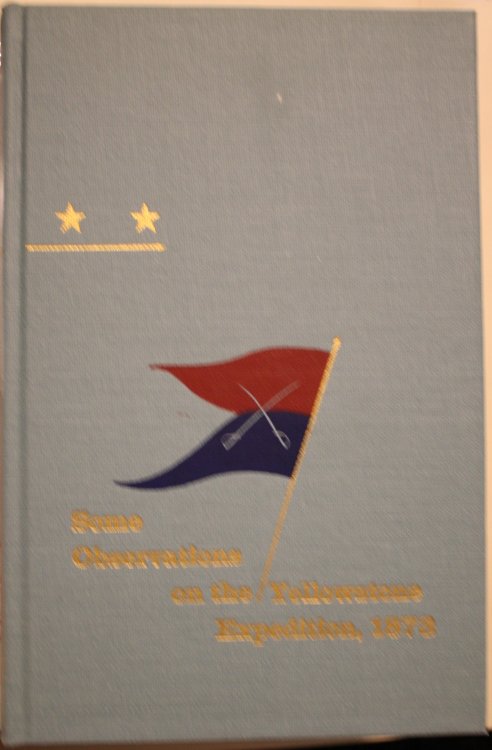 Some
Observations
on the Yellowstone
Expedition, 1873